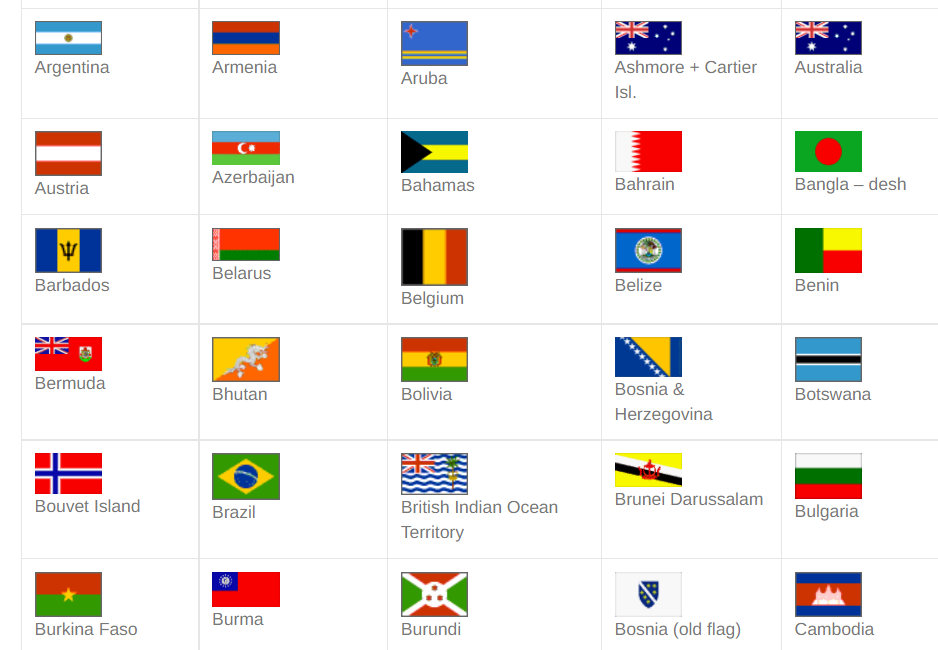 Argentina
Armenia
Aruba
Ashmore + Cartier
Isl.
Australia
Austria
Azerbaijan
Bahamas
Bahrain
Bangla – desh
Barbados
Belarus
Belgium
Belize
Benin
Bermuda
Bhutan
Bolivia
Bosnia &
Herzegovina
Botswana
Bouvet Island
Brazil
British Indian Ocean
Territory
Brunei Darussalam
Bulgaria
Burkina Faso
Burma
Burundi
Bosnia (old flag)
Cambodia